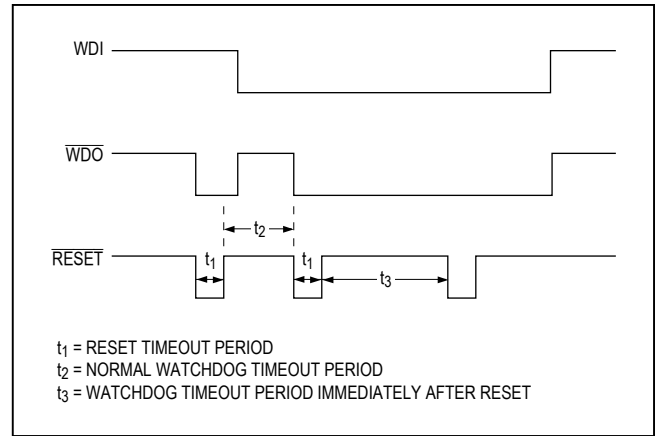 WDI
WDO
t2
RESET
t1
t1
t3
t1 = RESET TIMEOUT PERIOD
t2 = NORMAL WATCHDOG TIMEOUT PERIOD
t3 = WATCHDOG TIMEOUT PERIOD IMMEDIATELY AFTER RESET